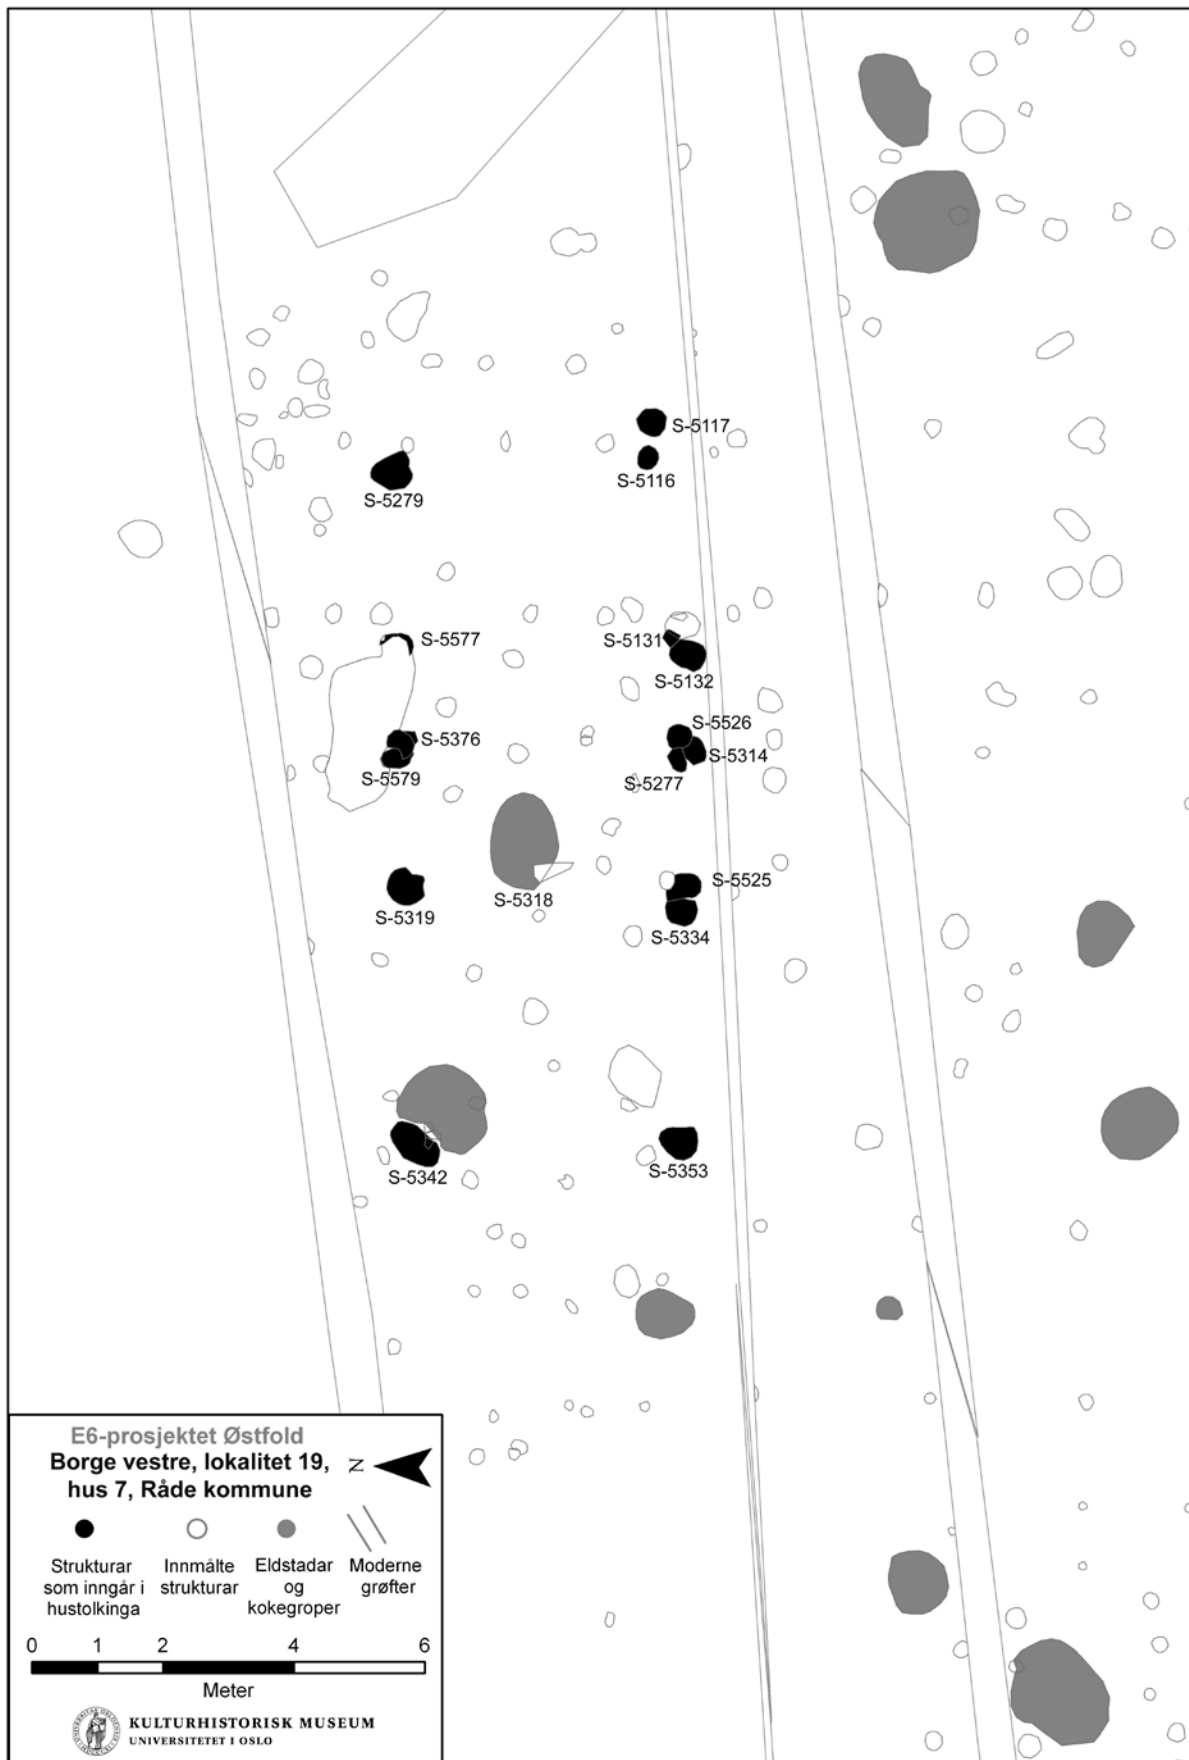 S-5117
S-5116
S-5279
S-5577
S-5131
S-5132
S-5526
S-5376
S-5314
S-5579
S-5277
S-5525
S-5319
S-5318
S-5334
S-5342
S-5353
E6-prosjektet Østfold
Borge vestre, lokalitet 19,
hus 7, Råde kommune
N
Strukturar
som inngår i
hustolkinga
Innmålte
strukturar
Eldstadar
og
kokegroper
Moderne
grøfter
0 1 2 4 6
Meter
KULTURHISTORISK MUSEUM
UNIVERSITETET I OSLO